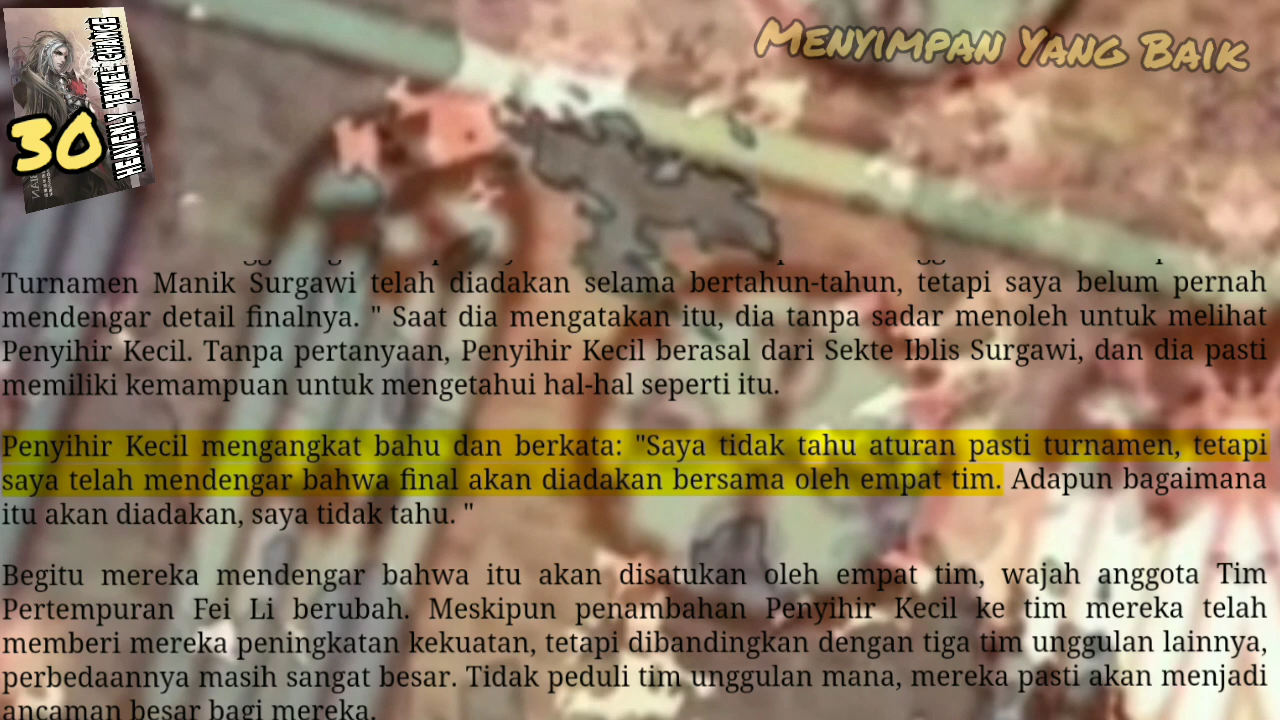 Menyimpan Yang Baik
HEAVENLY JEWEL CHANGE
30
Turnamen Manik Surgawi telah diadakan selama bertahun-tahun, tetapi saya belum pernah
mendengar detail finalnya. " Saat dia mengatakan itu, dia tanpa sadar menoleh untuk melihat
Penyihir Kecil. Tanpa pertanyaan, Penyihir Kecil berasal dari Sekte Iblis Surgawi, dan dia pasti
memiliki kemampuan untuk mengetahui hal-hal seperti itu.
Penyihir Kecil mengangkat bahu dan berkata: "Saya tidak tahu aturan pasti turnamen, tetapi
saya telah mendengar bahwa final akan diadakan bersama oleh empat tim. Adapun bagaimana
itu akan diadakan, saya tidak tahu. "
Begitu mereka mendengar bahwa itu akan disatukan oleh empat tim, wajah anggota Tim
Pertempuran Fei Li berubah. Meskipun penambahan Penyihir Kecil ke tim mereka telah
memberi mereka peningkatan kekuatan, tetapi dibandingkan dengan tiga tim unggulan lainnya,
perbedaannya masih sangat besar. Tidak peduli tim unggulan mana, mereka pasti akan menjadi
ancaman besar bagi mereka.